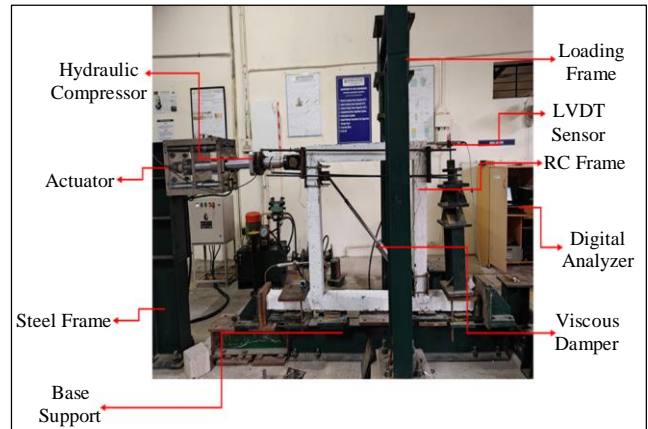 Hydraulic
Compressor
Actuator
Steel Frame
Base
Support
Loading
Frame
LVDT
Sensor
RC Frame
Digital
Analyzer
Viscous
Damper